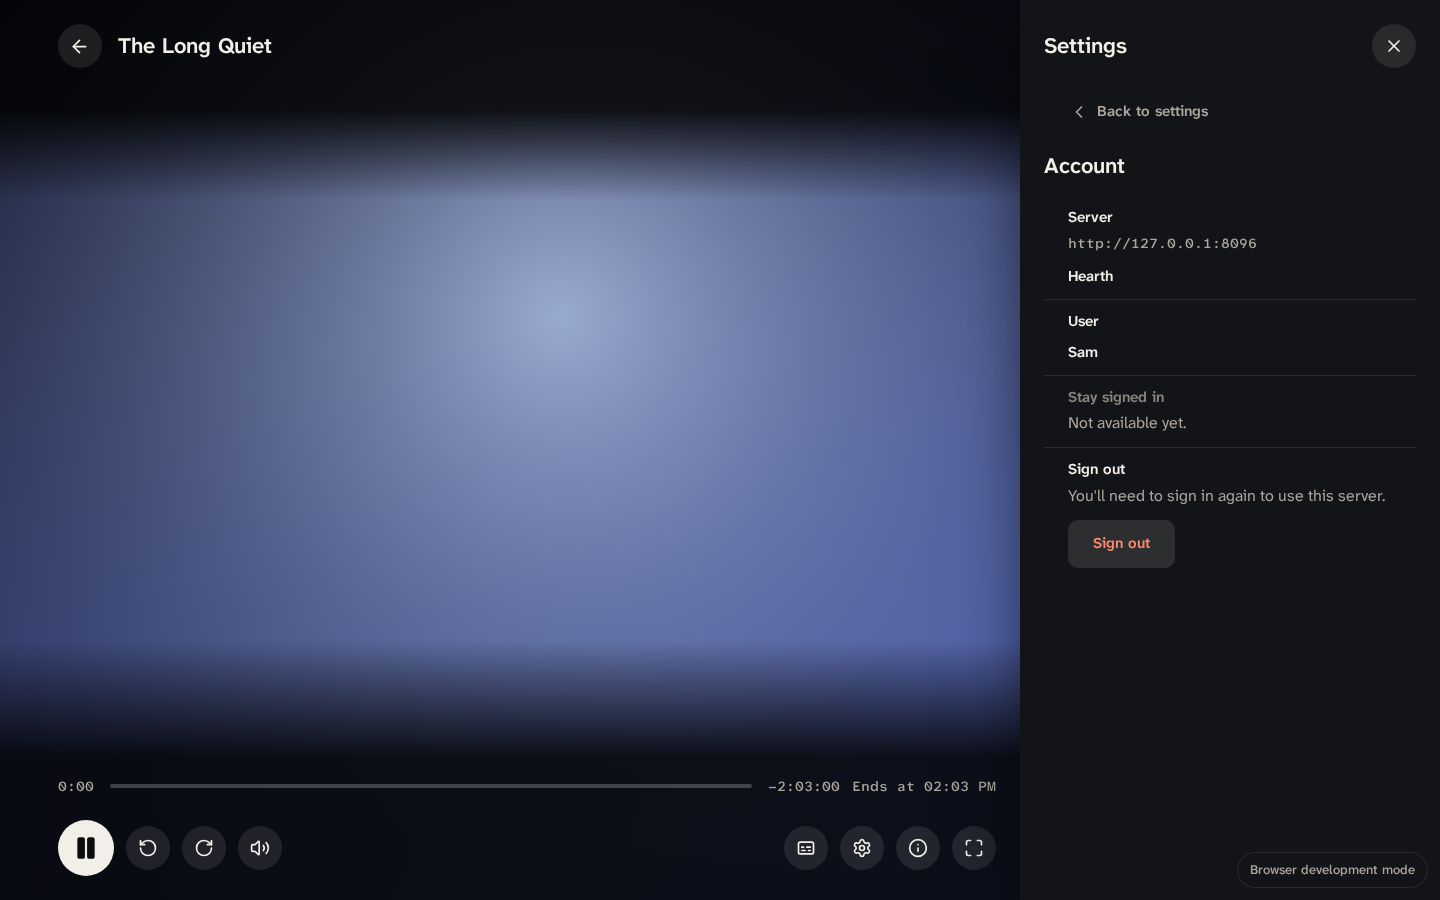 The Long Quiet
0:00
−2:03:00 Ends at 02:03 PM
Settings
Back to settings
Account
Server
http://127.0.0.1:8096
Hearth
User
Sam
Stay signed in
Not available yet.
Sign out
You'll need to sign in again to use this server.
Sign out
Browser development mode